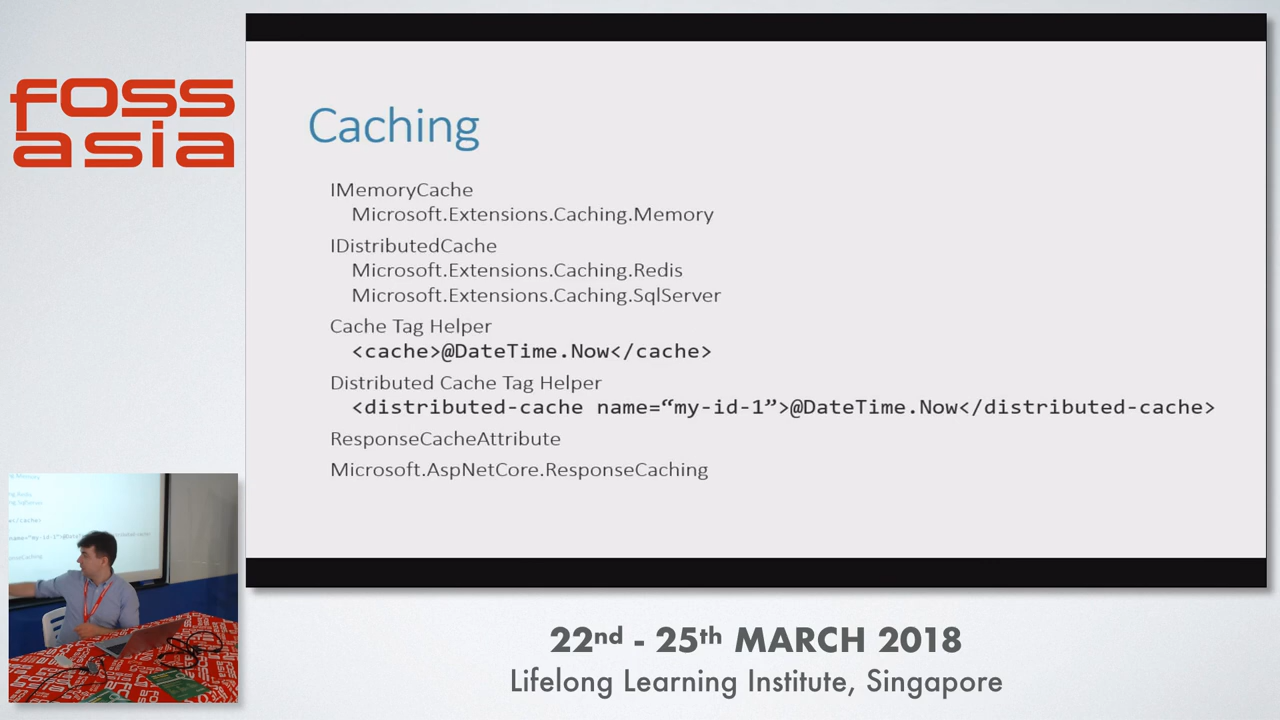 foss
asia
Caching
IMemoryCache
Microsoft.Extensions.Caching.Memory
IDistributedCache
Microsoft.Extensions.Caching.Redis
Microsoft.Extensions.Caching.SqlServer
Cache Tag Helper
<cache>@DateTime.Now</cache>
Distributed Cache Tag Helper
<distributed-cache name=“my-id-1”>@DateTime.Now</distributed-cache>
ResponseCacheAttribute
Microsoft.AspNetCore.ResponseCaching
22nd - 25th MARCH 2018
Lifelong Learning Institute, Singapore